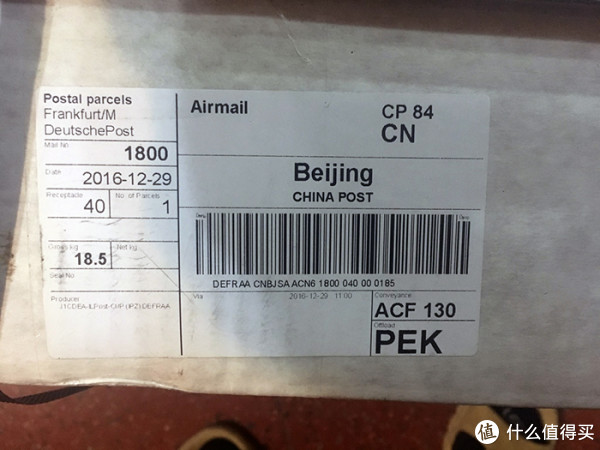 Postal parcels
Frankfurt/M
DeutschePost
Mail No
1800
Date
2016-12-29
Receptacle
No. of Parcels
40
1
Gross kg
Net kg
18.5
Seal No
Producer
Airmail
CP 84
CN
Beijing
CHINA POST
DEFRAA CNBJSA ACN6 1800 040 00 0185
Via
2016-12-29 11:00
Conveyance
ACF 130
Offload
PEK
值 什么值得买